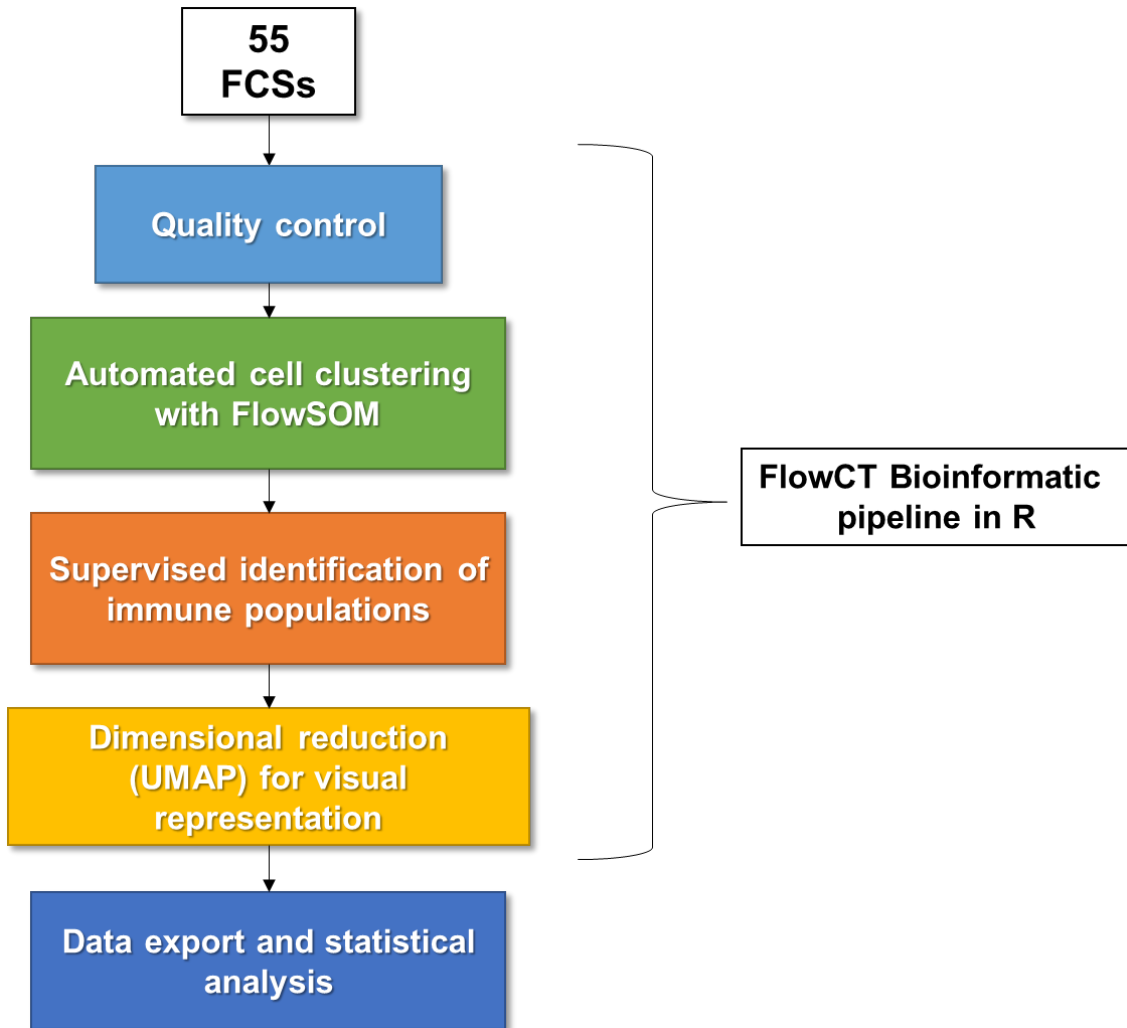 55
FCSs
Quality control
Automated cell clustering
with FlowSOM
Supervised identification of
immune populations
Dimensional reduction
(UMAP) for visual
representation
Data export and statistical
analysis
FlowCT Bioinformatic
pipeline in R